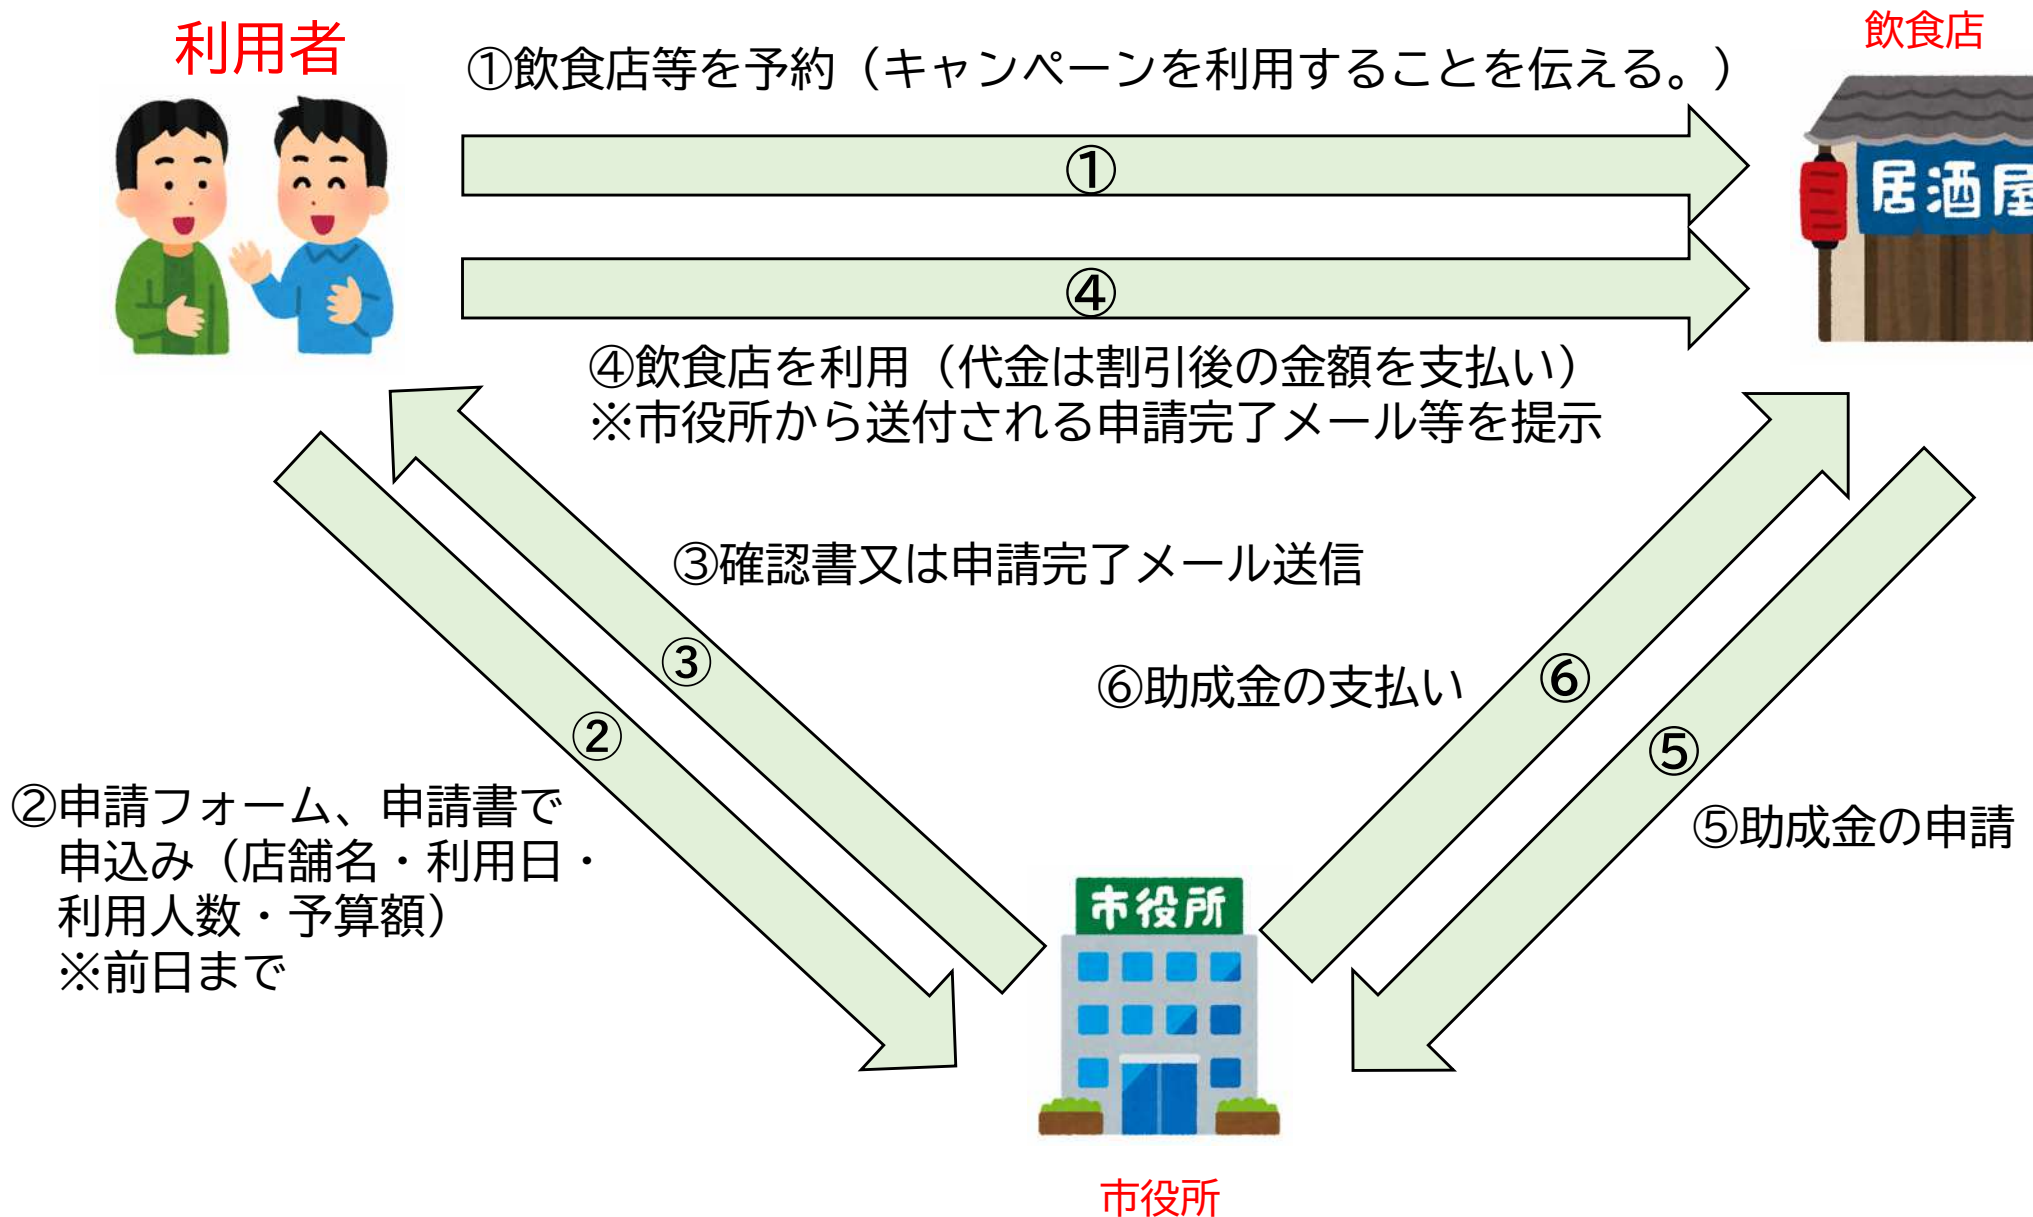 利用者
飲食店
①飲食店等を予約（キャンペーンを利用することを伝える。）
①
居酒屋
④
④飲食店を利用（代金は割引後の金額を支払い）
※市役所から送付される申請完了メール等を提示
③確認書又は申請完了メール送信
③
⑥助成金の支払い
⑥
②
⑤
②申請フォーム、申請書で
申込み（店舗名・利用日・
利用人数・予算額）
※前日まで
⑤助成金の申請
市役所
市役所